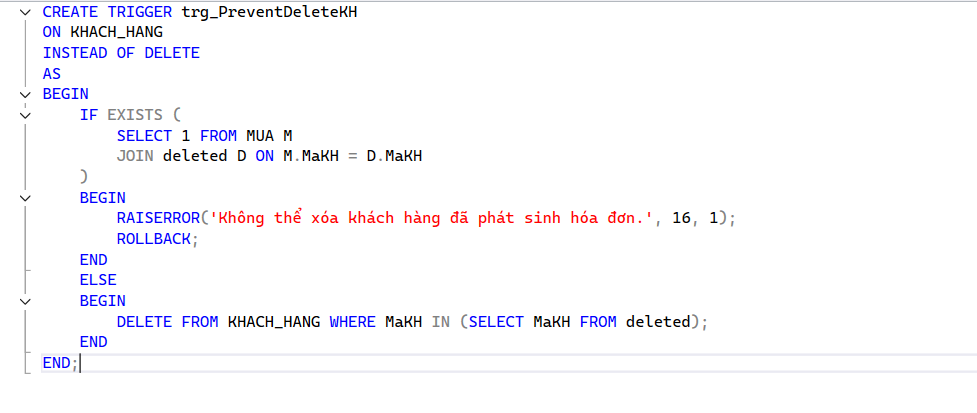 CREATE TRIGGER trg_PreventDeleteKH
ON KHACH_HANG
INSTEAD OF DELETE
AS
BEGIN
    IF EXISTS (
        SELECT 1 FROM MUA M
        JOIN deleted D ON M.MaKH = D.MaKH
    )
    BEGIN
        RAISERROR('Không thể xóa khách hàng đã phát sinh hóa đơn.', 16, 1);
        ROLLBACK;
    END
    ELSE
    BEGIN
        DELETE FROM KHACH_HANG WHERE MaKH IN (SELECT MaKH FROM deleted);
    END
END;